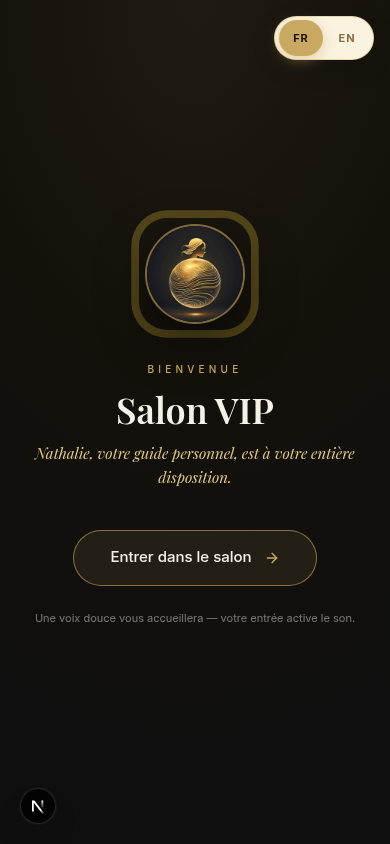 FR EN
BIENVENUE
Salon VIP
Nathalie, votre guide personnel, est à votre entière
disposition.
Entrer dans le salon →
Une voix douce vous accueillera — votre entrée active le son.
N